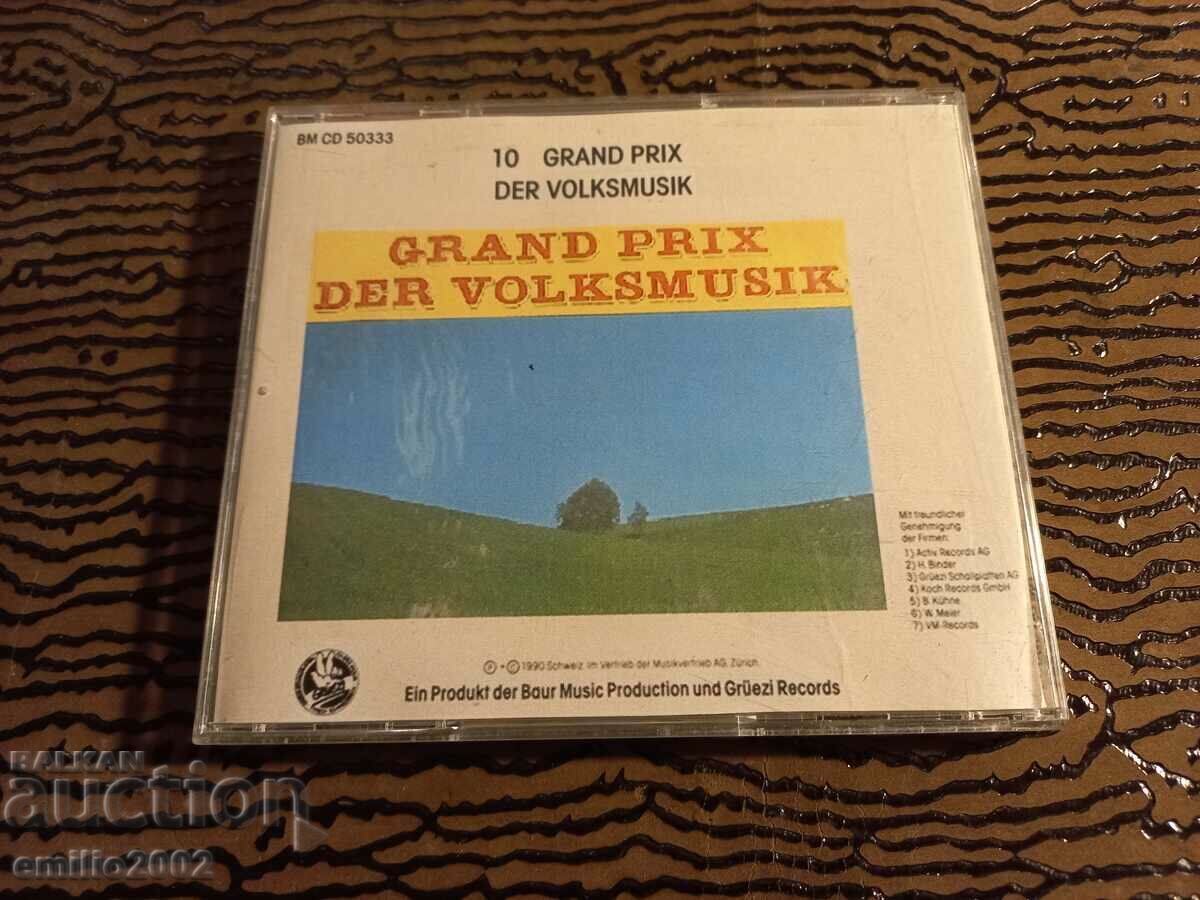 BM CD 50333
10 GRAND PRIX
DER VOLKSMUSIK
GRAND PRIX
DER VOLKSMUSIK
Mit freundlicher
Genehmigung
der Firmen:
1) Activ Records AG
2) H. Binder
3) Grüezi Schallplatten AG
4) Koch Records GmbH
5) B. Kühne
6) W. Meier
7) VM-Records
℗ + © 1990 Schweiz. Im Vertrieb der Musikvertrieb AG, Zürich.
Ein Produkt der Baur Music Production und Grüezi Records
BALKAN
auction
emilio2002